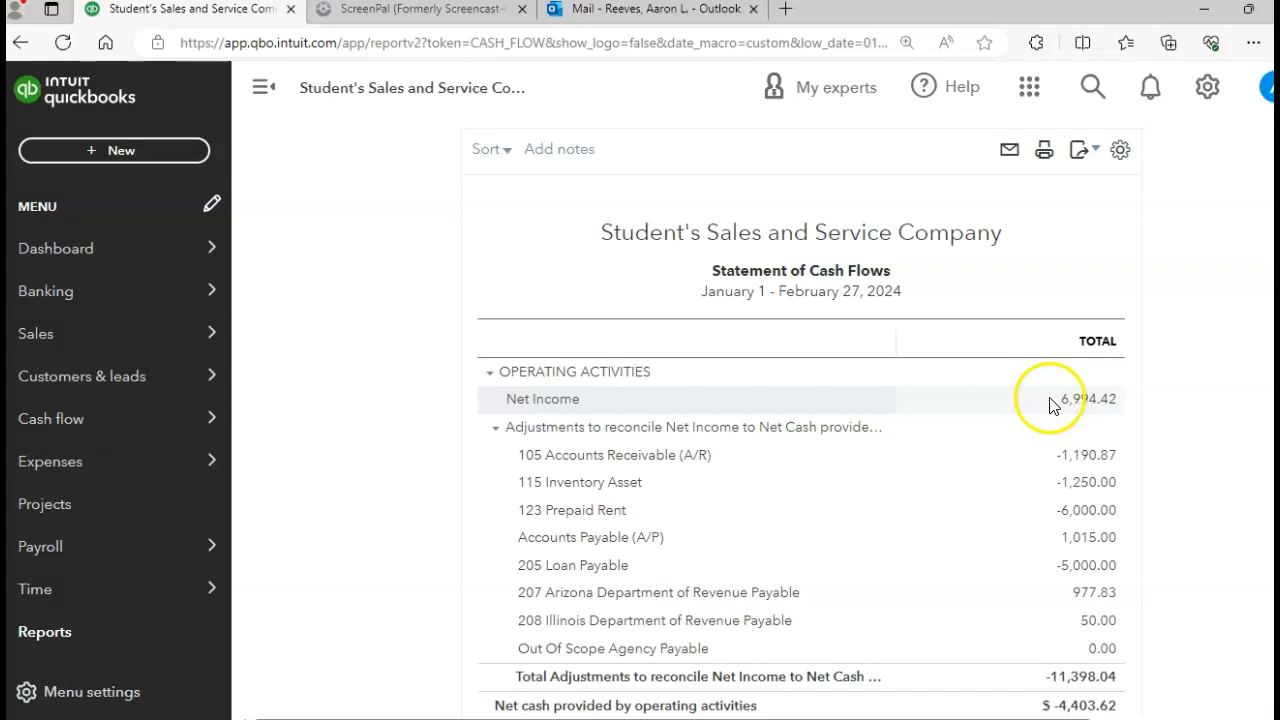 Student's Sales and Service Com
ScreenPal (Formerly Screencast-
Mail - Reeves, Aaron L. - Outlook
https://app.qbo.intuit.com/app/reportv2?token=CASH_FLOW&show_logo=false&date_macro=custom&low_date=01...
INTUIT
quickbooks
Student's Sales and Service Co...
My experts
Help
+ New
MENU
Dashboard
Banking
Sales
Customers & leads
Cash flow
Expenses
Projects
Payroll
Time
Reports
Menu settings
Sort Add notes
Student's Sales and Service Company
Statement of Cash Flows
January 1 - February 27, 2024
TOTAL
OPERATING ACTIVITIES
Net Income 6,994.42
Adjustments to reconcile Net Income to Net Cash provide...
105 Accounts Receivable (A/R) -1,190.87
115 Inventory Asset -1,250.00
123 Prepaid Rent -6,000.00
Accounts Payable (A/P) 1,015.00
205 Loan Payable -5,000.00
207 Arizona Department of Revenue Payable 977.83
208 Illinois Department of Revenue Payable 50.00
Out Of Scope Agency Payable 0.00
Total Adjustments to reconcile Net Income to Net Cash ... -11,398.04
Net cash provided by operating activities $ -4,403.62